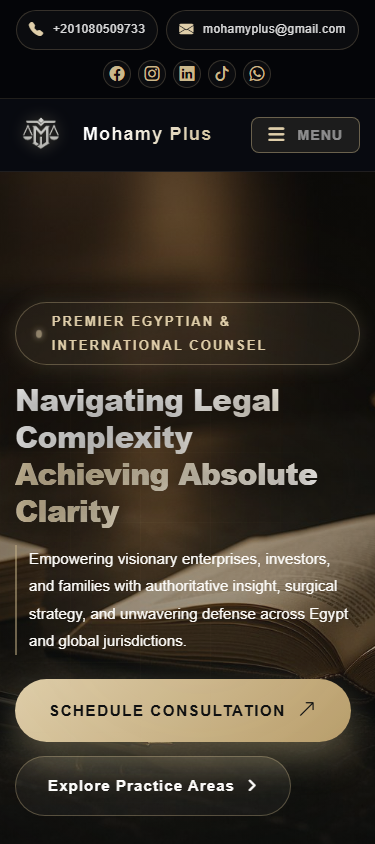 +201080509733
mohamyplus@gmail.com
Mohamy Plus
MENU
PREMIER EGYPTIAN &
INTERNATIONAL COUNSEL
Navigating Legal
Complexity
Achieving Absolute
Clarity
Empowering visionary enterprises, investors,
and families with authoritative insight, surgical
strategy, and unwavering defense across Egypt
and global jurisdictions.
SCHEDULE CONSULTATION
Explore Practice Areas